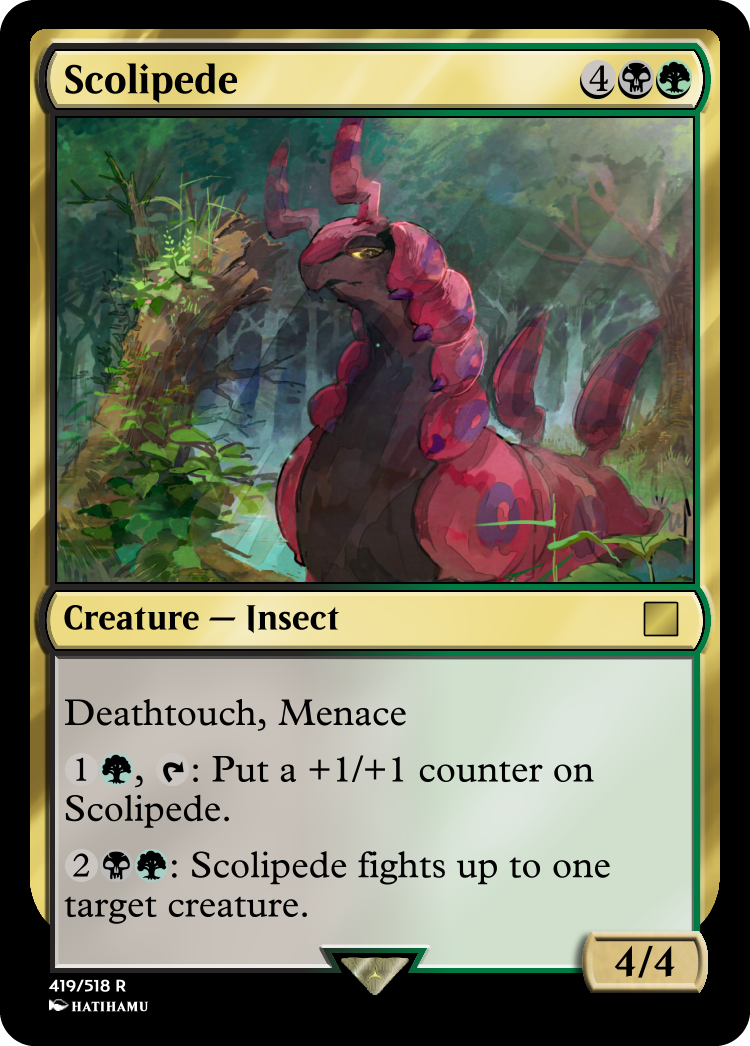 Scolipede 4
Creature — Insect
Deathtouch, Menace
1 , : Put a +1/+1 counter on
Scolipede.
2 : Scolipede fights up to one
target creature.
4/4
419/518 R
HATIHAMU